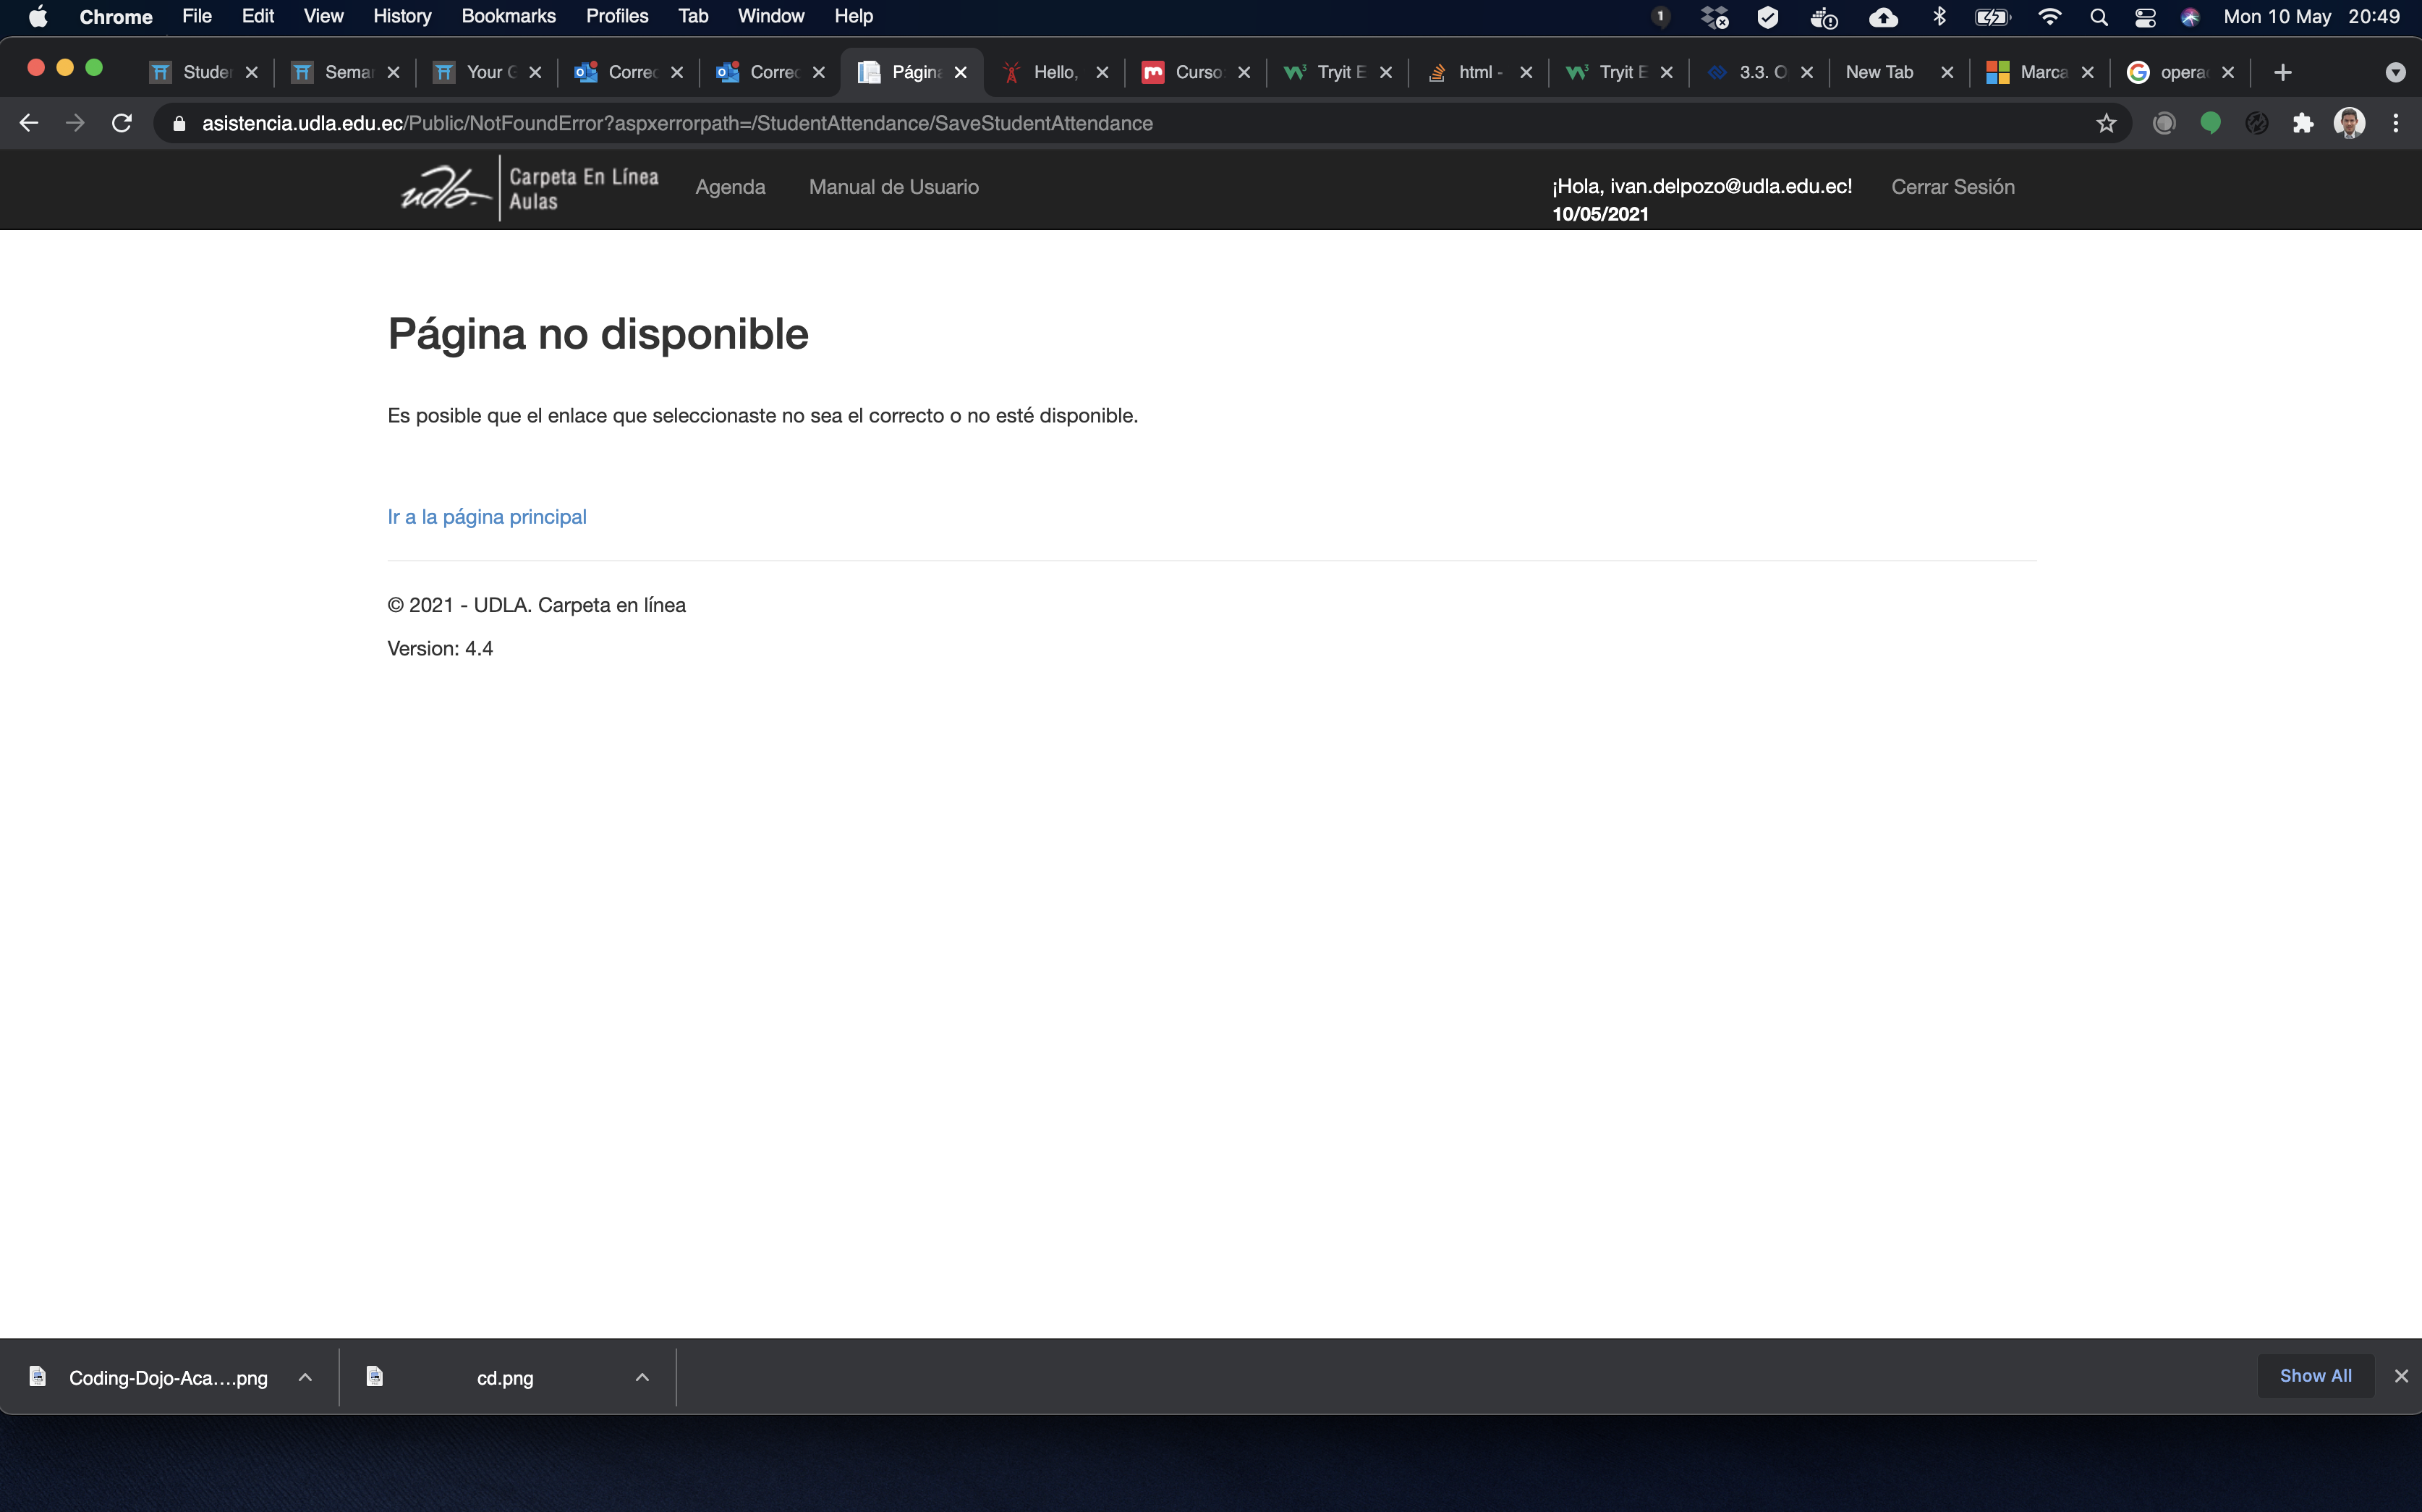 Chrome File Edit View History Bookmarks Profiles Tab Window Help 1 Mon 10 May 20:49
Studer Semar Your G Correc Correc Página Hello, Curso Tryit E html - Tryit E 3.3. O New Tab Marca opera
asistencia.udla.edu.ec/Public/NotFoundError?aspxerrorpath=/StudentAttendance/SaveStudentAttendance
udla. Carpeta En Línea Aulas
Agenda Manual de Usuario ¡Hola, ivan.delpozo@udla.edu.ec! Cerrar Sesión
10/05/2021
Página no disponible
Es posible que el enlace que seleccionaste no sea el correcto o no esté disponible.
Ir a la página principal
© 2021 - UDLA. Carpeta en línea
Version: 4.4
Coding-Dojo-Aca....png cd.png Show All